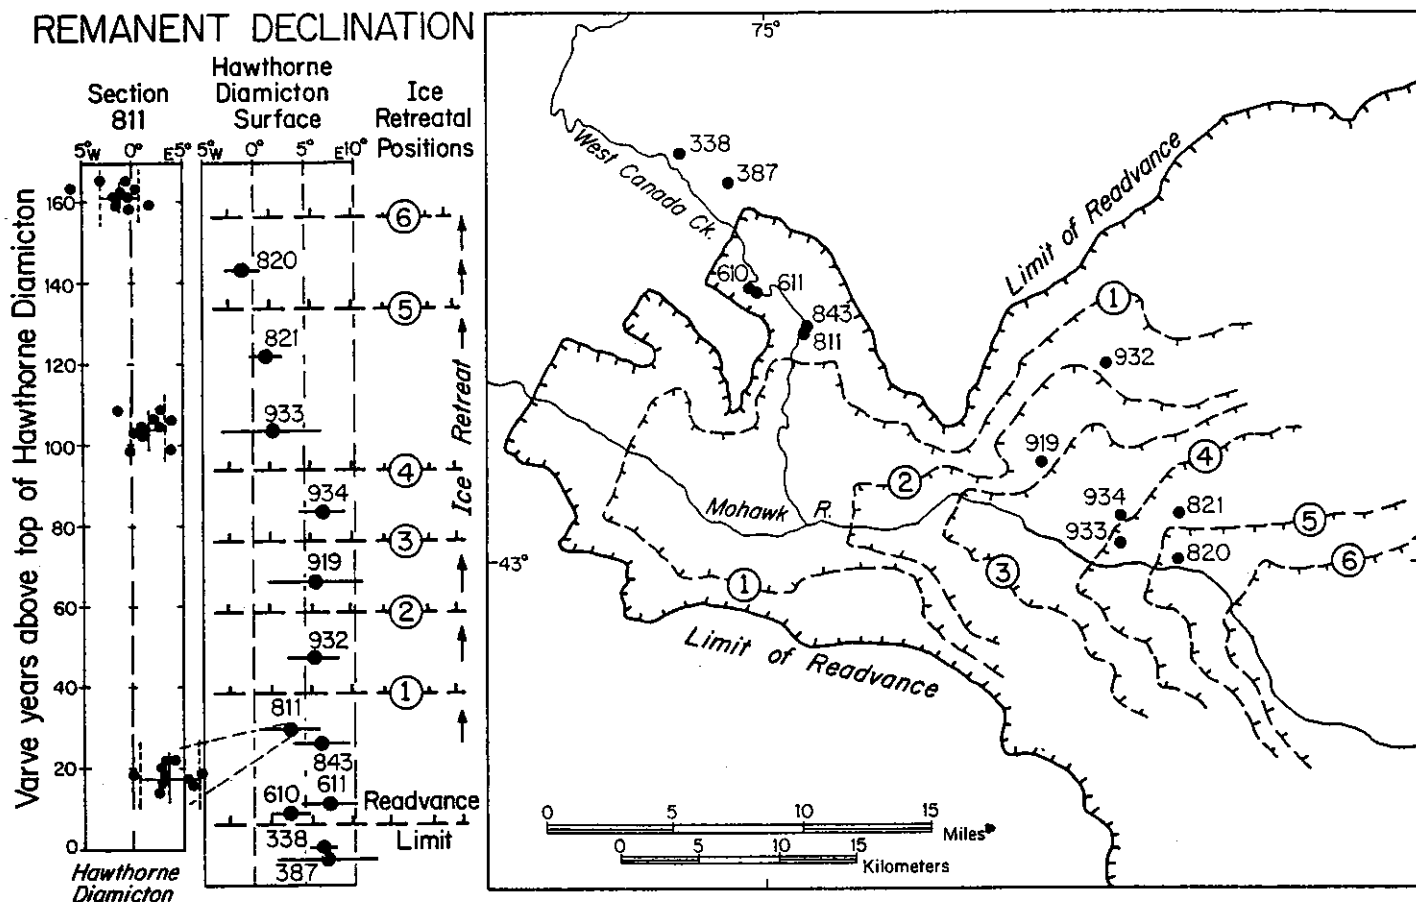 REMANENT DECLINATION
Section
811
Hawthorne
Diamicton
Surface
Ice
Retreatal
Positions
5°W 0° E5°
5°W 0° 5° E10°
Varve years above top of Hawthorne Diamicton
160
140
120
100
80
60
40
20
0
Hawthorne
Diamicton
6
820
5
821
933
4
934
3
919
2
932
1
811
843
611
610
Readvance
Limit
338
387
Ice Retreat
75°
43°
West Canada Ck.
338
387
610
611
843
811
Limit of Readvance
1
932
919
2
4
934
933
821
820
5
6
3
1
Mohawk R.
Limit of Readvance
0 5 10 15
Miles
0 5 10 15
Kilometers